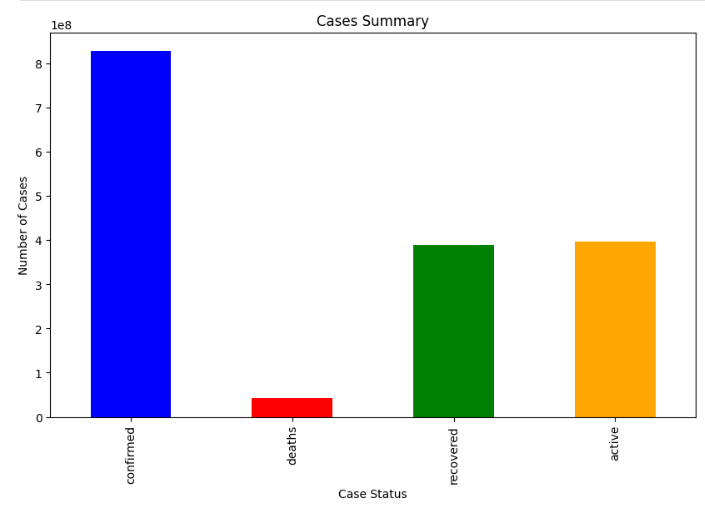 Cases Summary
1e8
8
7
6
5
4
3
2
1
0
Number of Cases
confirmed
deaths
recovered
active
Case Status